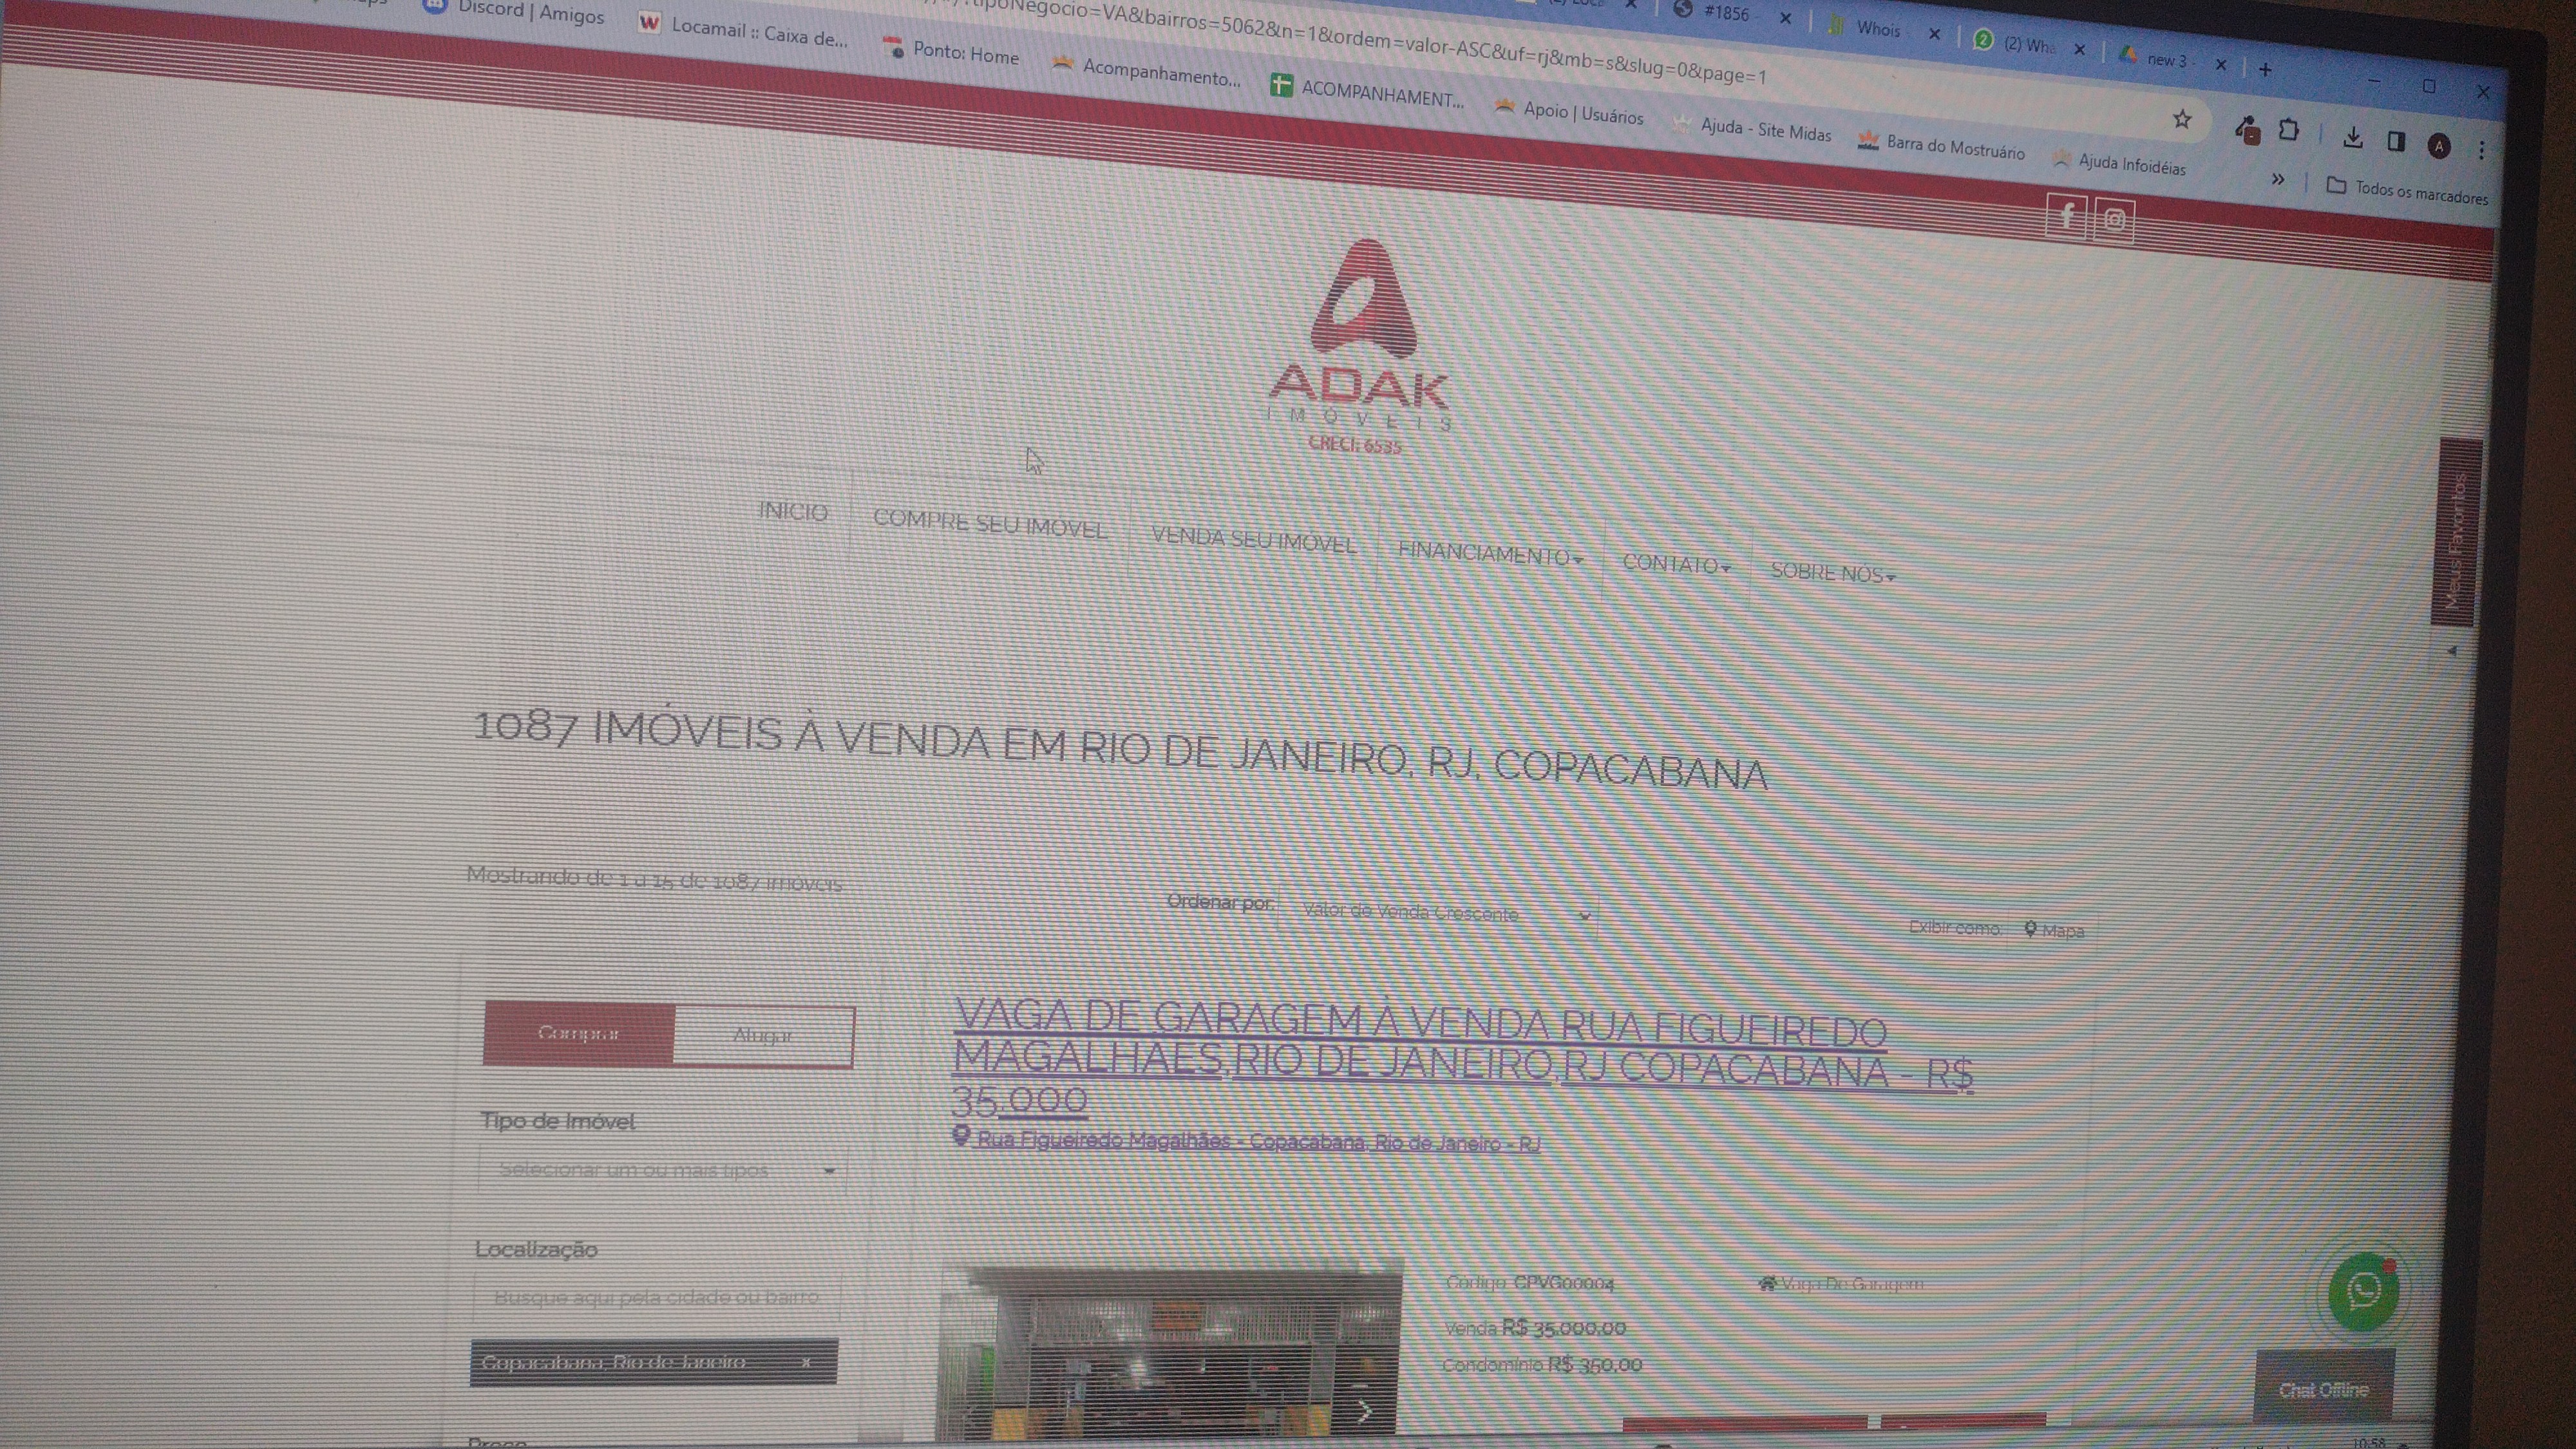 #1856
Whois
(2) Wha
new 3 -
tipoNegocio=VA&bairros=5062&n=1&ordem=valor-ASC&uf=rj&mb=s&slug=0&page=1
Discord | Amigos
Locamail :: Caixa de...
Ponto: Home
Acompanhamento...
ACOMPANHAMENT...
Apoio | Usuários
Ajuda - Site Midas
Barra do Mostruário
Ajuda Infoidéias
Todos os marcadores
ADAK
IMÓVEIS
CRECI: 6535
Meus Favoritos
INÍCIO
COMPRE SEU IMÓVEL
VENDA SEU IMÓVEL
FINANCIAMENTO
CONTATO
SOBRE NÓS
1087 IMÓVEIS À VENDA EM RIO DE JANEIRO, RJ, COPACABANA
Mostrando de 1 a 15 de 1087 imóveis
Ordenar por:
Valor de Venda Crescente
Exibir como:
Mapa
Comprar
Alugar
Tipo de Imóvel
Selecionar um ou mais tipos
Localização
Busque aqui pela cidade ou bairro
Copacabana, Rio de Janeiro x
VAGA DE GARAGEM À VENDA RUA FIGUEIREDO
MAGALHÃES,RIO DE JANEIRO,RJ COPACABANA - R$
35.000
Rua Figueiredo Magalhães - Copacabana, Rio de Janeiro - RJ
Código: CPVG00004
Vaga De Garagem
Venda R$ 35.000,00
Condomínio R$ 350,00
Chat Offline
10:58